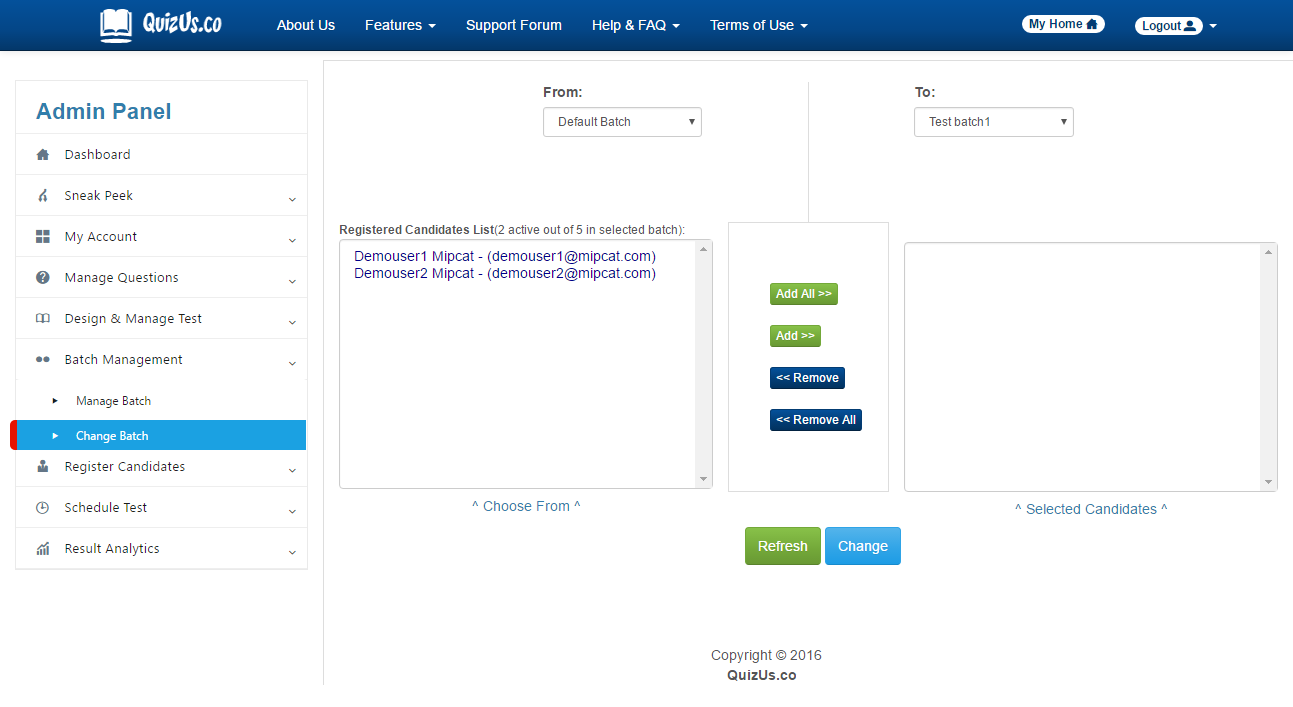 QuizUs.co
About Us
Features
Support Forum
Help & FAQ
Terms of Use
My Home
Logout
Admin Panel
Dashboard
Sneak Peek
My Account
Manage Questions
Design & Manage Test
Batch Management
Manage Batch
Change Batch
Register Candidates
Schedule Test
Result Analytics
From:
Default Batch
To:
Test batch1
Registered Candidates List(2 active out of 5 in selected batch):
Demouser1 Mipcat - (demouser1@mipcat.com)
Demouser2 Mipcat - (demouser2@mipcat.com)
^ Choose From ^
Add All >>
Add >>
<< Remove
<< Remove All
^ Selected Candidates ^
Refresh
Change
Copyright © 2016
QuizUs.co